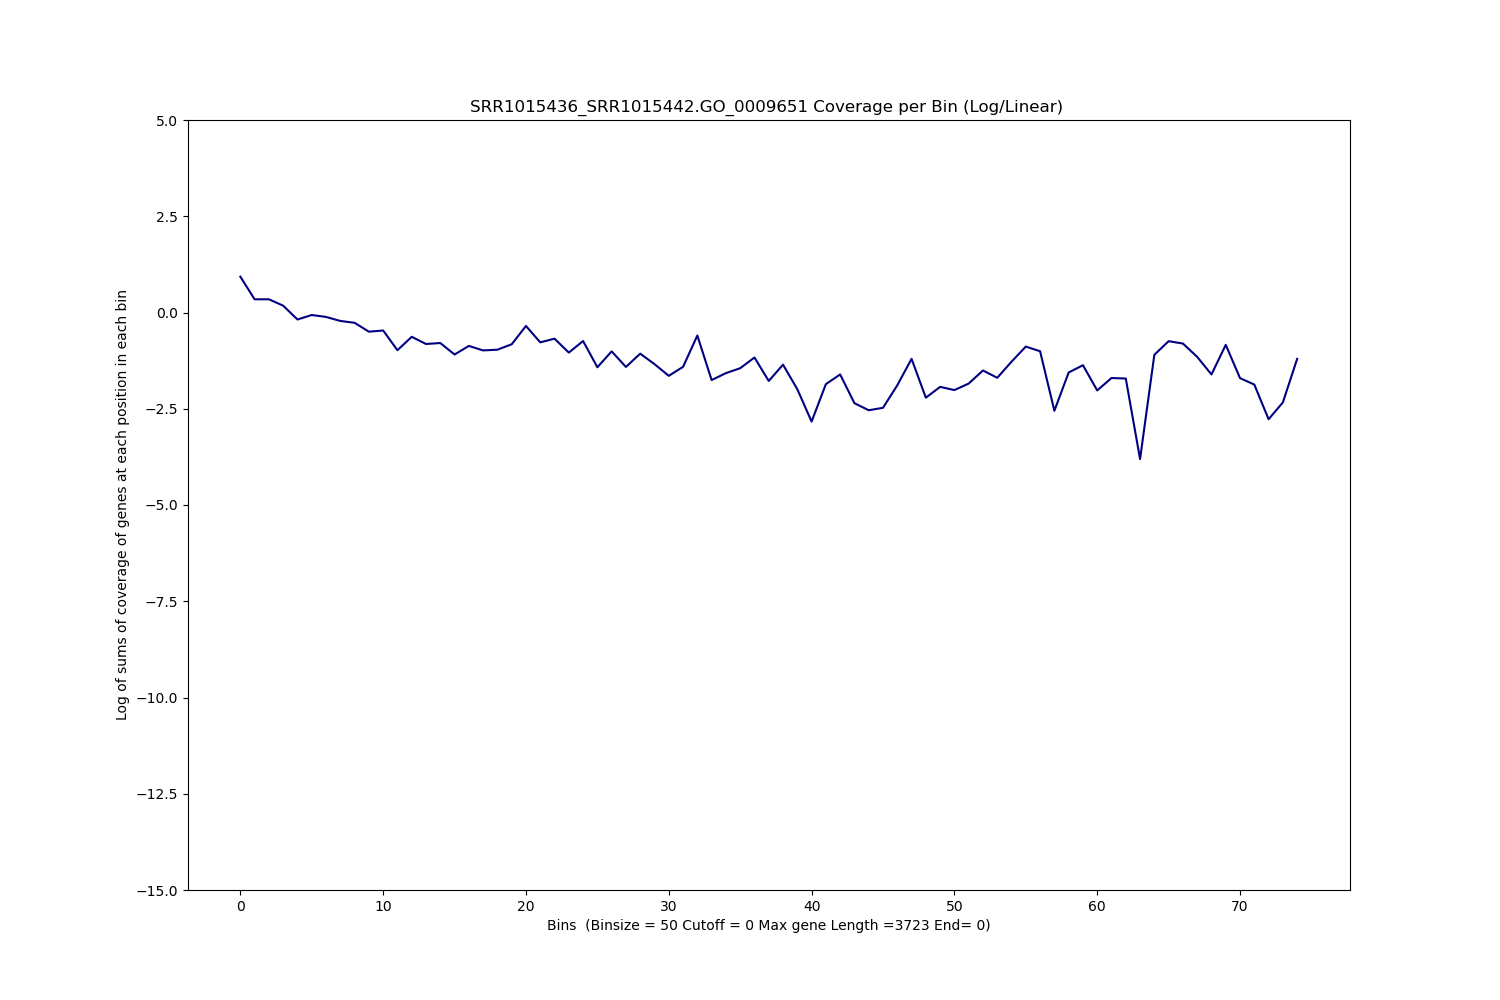 SRR1015436_SRR1015442.GO_0009651 Coverage per Bin (Log/Linear)
Log of sums of coverage of genes at each position in each bin
5.0
2.5
0.0
−2.5
−5.0
−7.5
−10.0
−12.5
−15.0
0 10 20 30 40 50 60 70
Bins  (Binsize = 50 Cutoff = 0 Max gene Length =3723 End= 0)